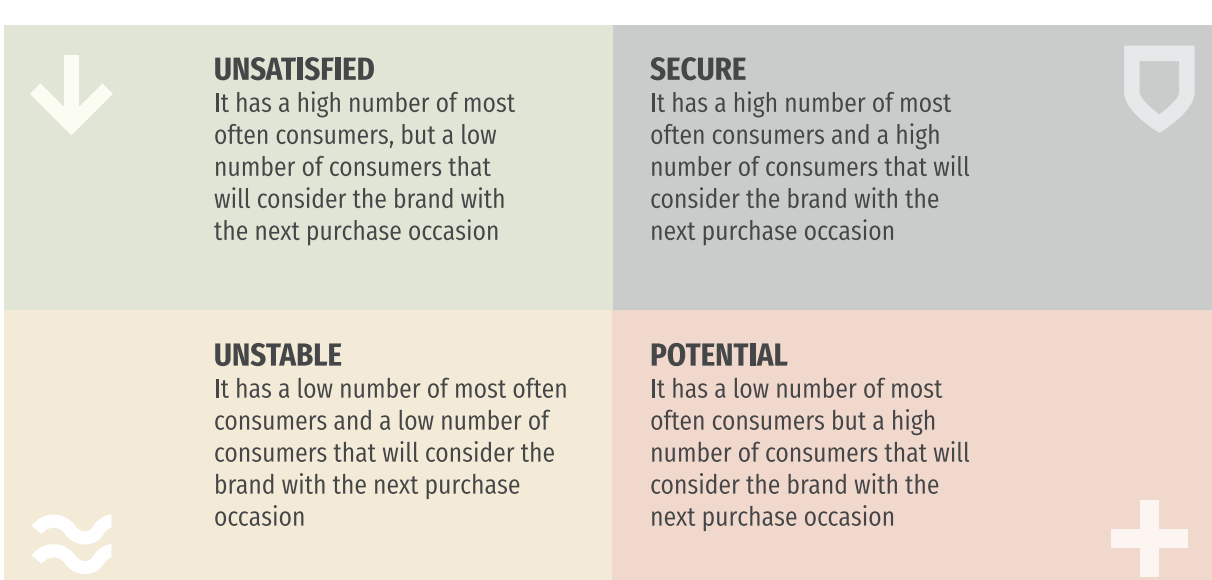 UNSATISFIED
It has a high number of most
often consumers, but a low
number of consumers that
will consider the brand with
the next purchase occasion
SECURE
It has a high number of most
often consumers and a high
number of consumers that will
consider the brand with the
next purchase occasion
UNSTABLE
It has a low number of most often
consumers and a low number of
consumers that will consider the
brand with the next purchase
occasion
POTENTIAL
It has a low number of most
often consumers but a high
number of consumers that will
consider the brand with the
next purchase occasion